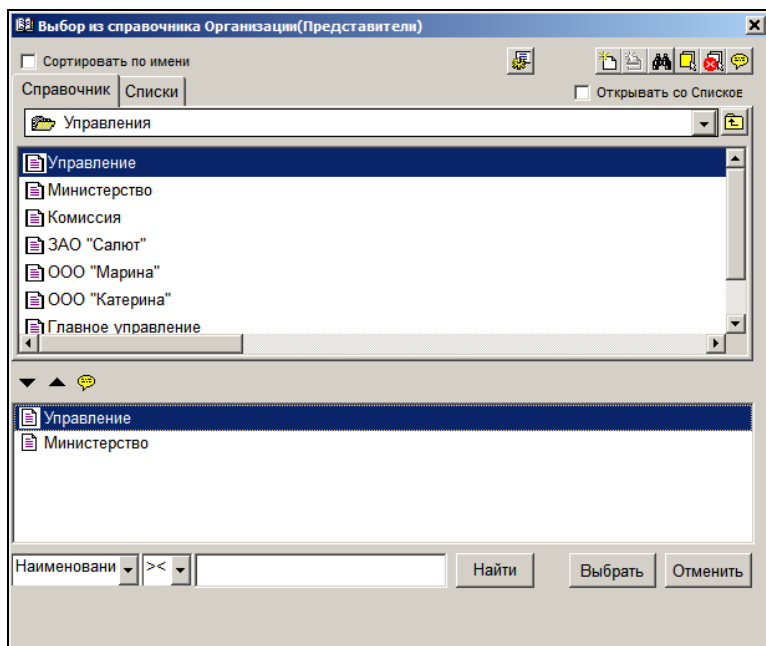 Выбор из справочника Организации(Представители)
Сортировать по имени
Справочник Списки
Открывать со Списков
Управления
Управление
Министерство
Комиссия
ЗАО "Салют"
ООО "Марина"
ООО "Катерина"
Главное управление
Управление
Министерство
Наименовани >< Найти Выбрать Отменить